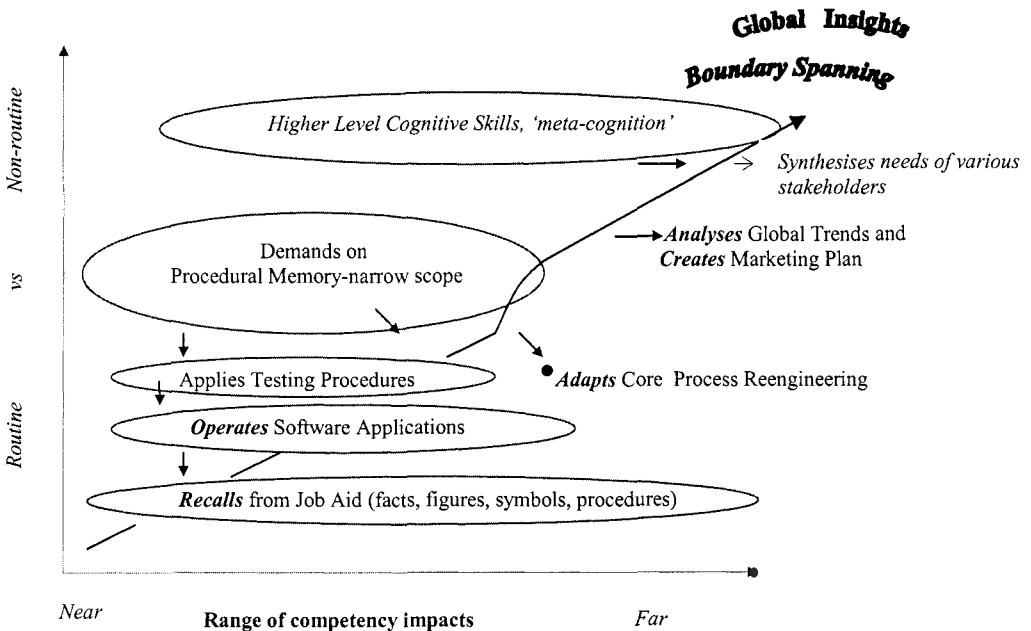 Global Insights
Boundary Spanning
Non-routine
vs
Routine
Higher Level Cognitive Skills, ‘meta-cognition’
Synthesises needs of various
stakeholders
Analyses Global Trends and
Creates Marketing Plan
Demands on
Procedural Memory-narrow scope
Applies Testing Procedures
Adapts Core Process Reengineering
Operates Software Applications
Recalls from Job Aid (facts, figures, symbols, procedures)
Near
Range of competency impacts
Far